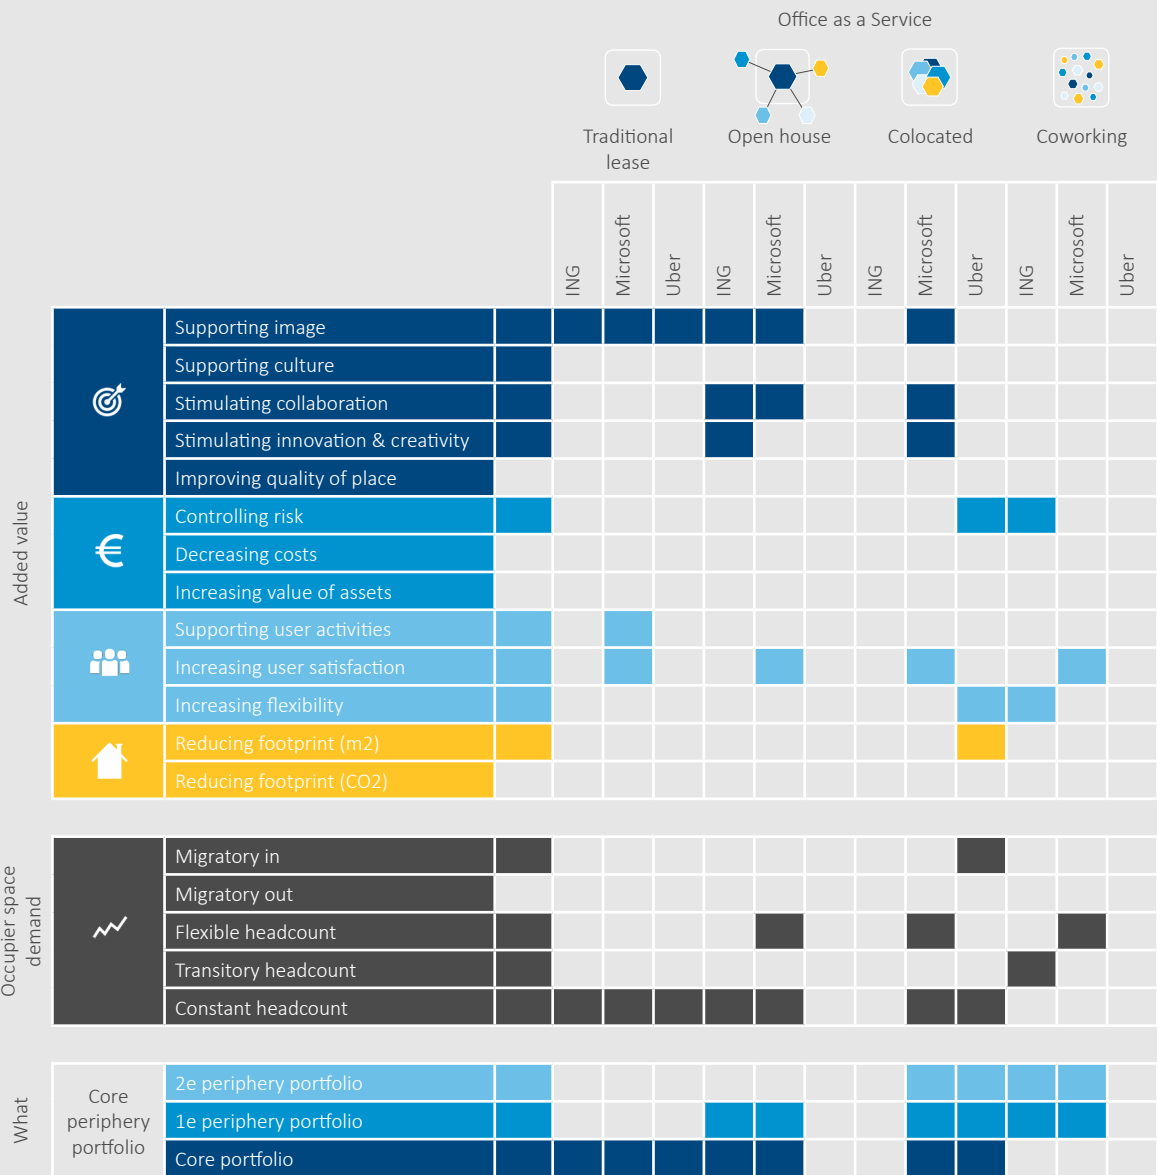 Office as a Service
Traditional
lease
Open house
Colocated
Coworking
ING
Microsoft
Uber
ING
Microsoft
Uber
ING
Microsoft
Uber
ING
Microsoft
Uber
Added value
Supporting image
Supporting culture
Stimulating collaboration
Stimulating innovation & creativity
Improving quality of place
€
Controlling risk
Decreasing costs
Increasing value of assets
Supporting user activities
Increasing user satisfaction
Increasing flexibility
Reducing footprint (m2)
Reducing footprint (CO2)
Occupier space
demand
Migratory in
Migratory out
Flexible headcount
Transitory headcount
Constant headcount
What
Core
periphery
portfolio
2e periphery portfolio
1e periphery portfolio
Core portfolio